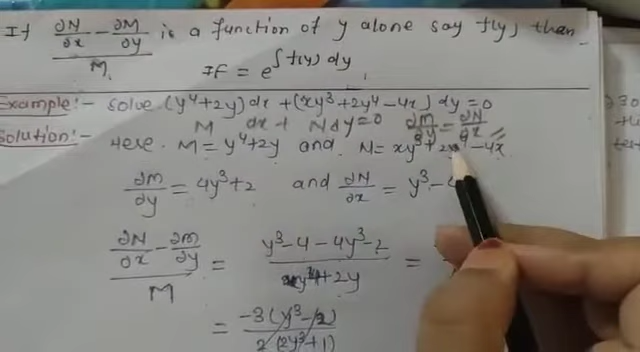 If (∂N/∂x - ∂M/∂y) / M is a function of y alone say f(y) then
IF = e^∫f(y) dy
Example:- solve (y⁴+2y) dx + (xy³+2y⁴-4x) dy = 0
M dx + N dy = 0 ∂M/∂y = ∂N/∂x
Solution:- Here. M = y⁴+2y and N = xy³+2y⁴-4x
∂M/∂y = 4y³+2 and ∂N/∂x = y³-4
(∂N/∂x - ∂M/∂y) / M = (y³-4-4y³-2) / (y⁴+2y) =
= -3(y³-2) / 2(2y³+1)